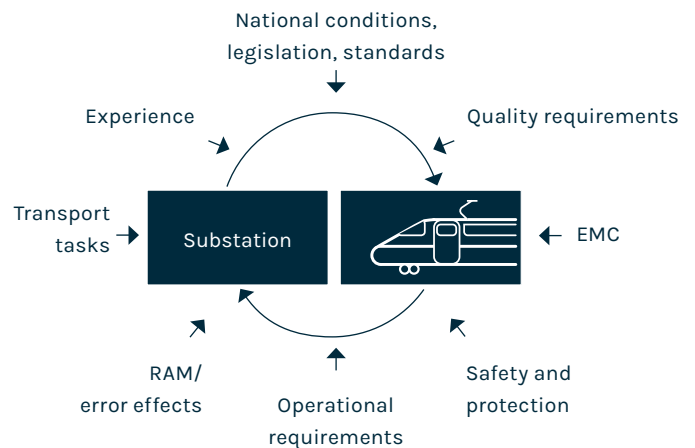 National conditions,
legislation, standards
Experience
Quality requirements
Transport
tasks
Substation
EMC
RAM/
error effects
Operational
requirements
Safety and
protection